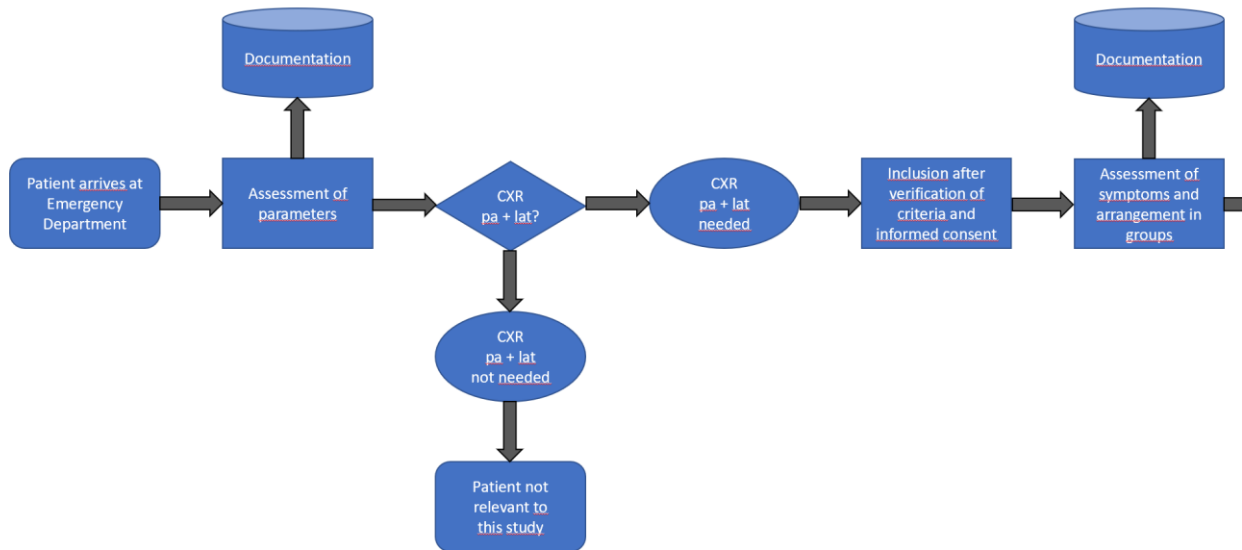 Documentation
Documentation
Patient arrives at
Emergency
Department
Assessment of
parameters
CXR
pa + lat?
CXR
pa + lat
needed
Inclusion after
verification of
criteria and
informed consent
Assessment of
symptoms and
arrangement in
groups
CXR
pa + lat
not needed
Patient not
relevant to
this study